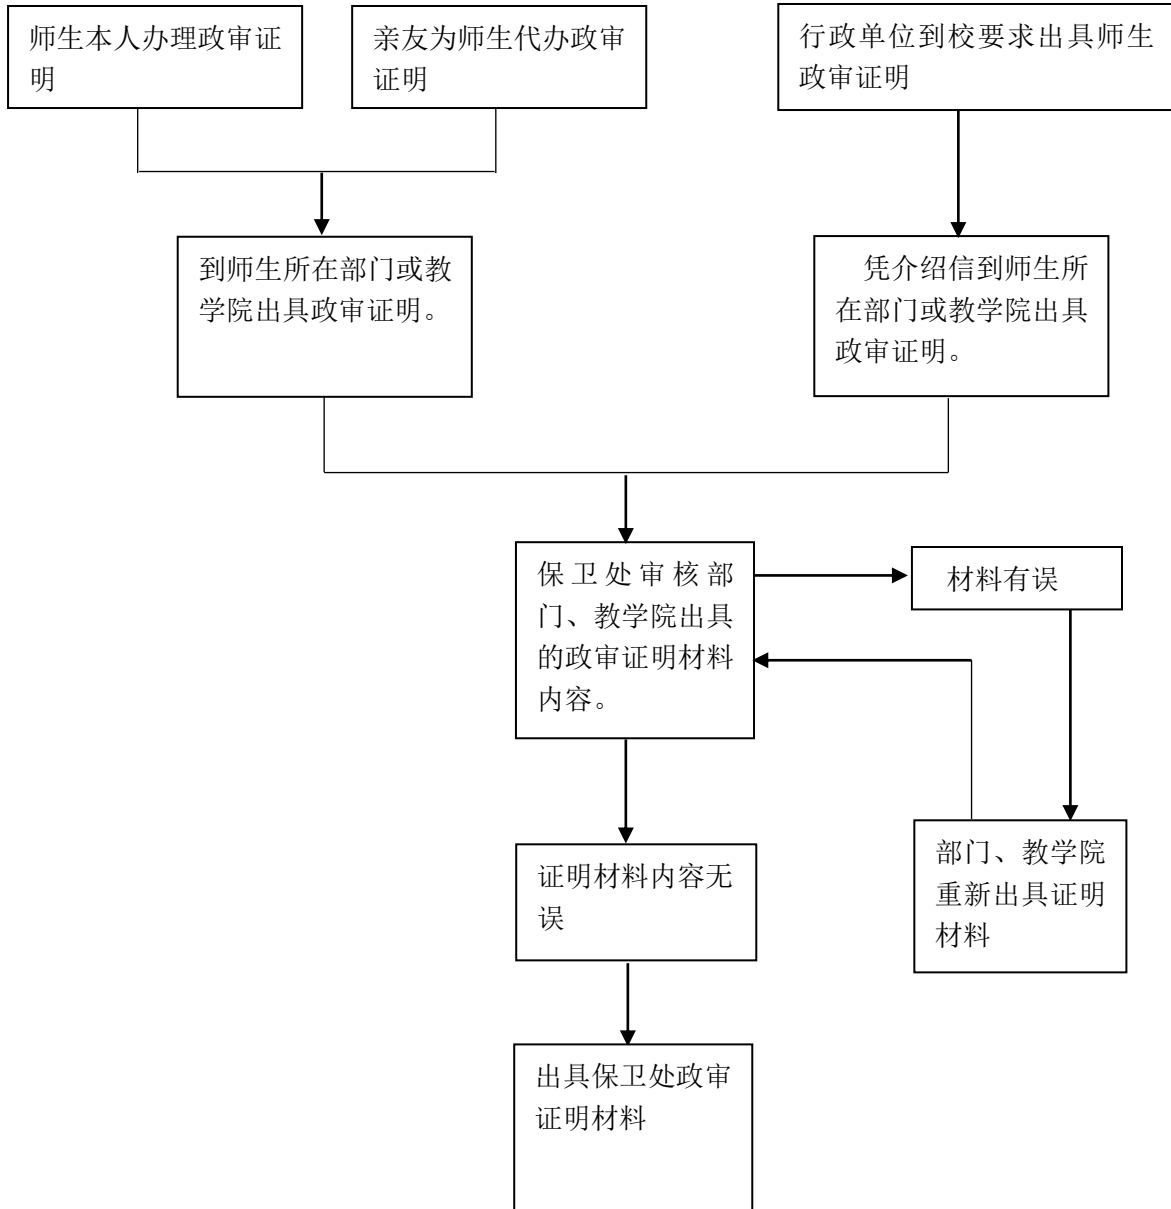 师生本人办理政审证
明
亲友为师生代办政审
证明
行政单位到校要求出具师生
政审证明
到师生所在部门或教
学院出具政审证明。
凭介绍信到师生所
在部门或教学院出具
政审证明。
保卫处审核部
门、教学院出具
的政审证明材料
内容。
材料有误
证明材料内容无
误
部门、教学院
重新出具证明
材料
出具保卫处政审
证明材料